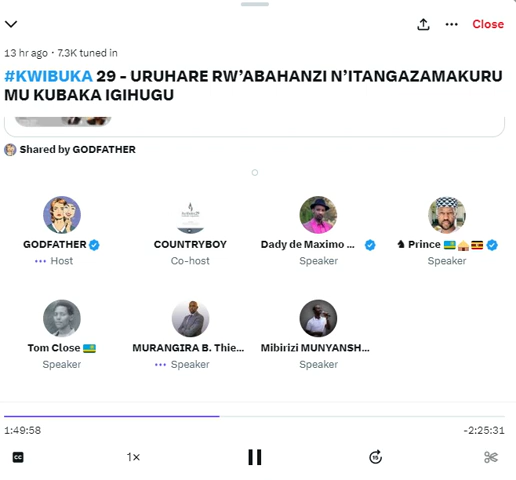 Close
13 hr ago · 7.3K tuned in
#KWIBUKA 29 - URUHARE RW'ABAHANZI N'ITANGAZAMAKURU
MU KUBAKA IGIHUGU
Shared by GODFATHER
GODFATHER
Host
COUNTRYBOY
Co-host
Dady de Maximo ...
Speaker
Prince
Speaker
Tom Close
Speaker
MURANGIRA B. Thie...
Speaker
Mibirizi MUNYANSH...
Speaker
1:49:58
-2:25:31
CC
1×
15